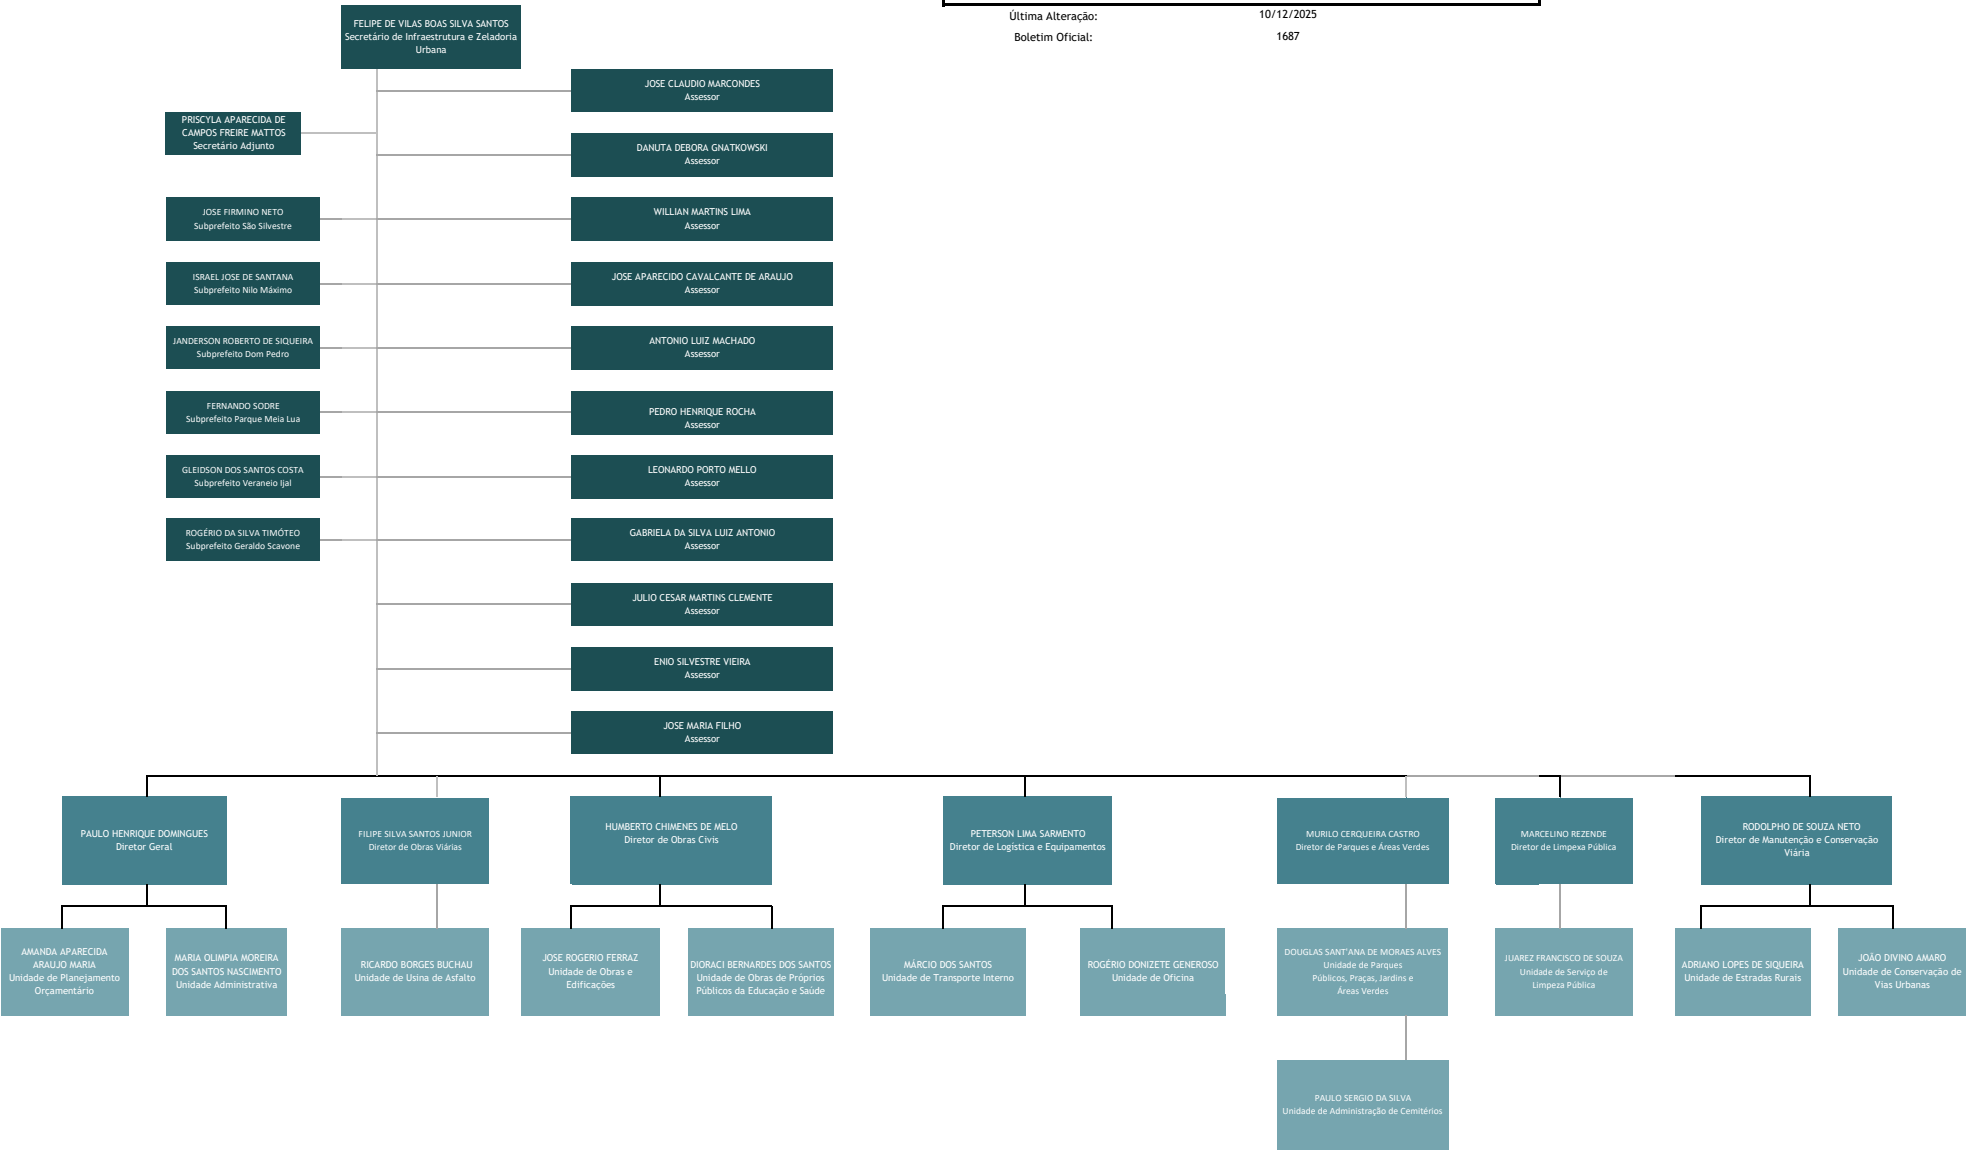 FELIPE DE VILAS BOAS SILVA SANTOS
Secretário de Infraestrutura e Zeladoria
Urbana
Última Alteração:
10/12/2025
Boletim Oficial:
1687
JOSE CLAUDIO MARCONDES
Assessor
PRISCYLA APARECIDA DE
CAMPOS FREIRE MATTOS
Secretário Adjunto
DANUTA DEBORA GNATKOWSKI
Assessor
JOSE FIRMINO NETO
Subprefeito São Silvestre
WILLIAN MARTINS LIMA
Assessor
ISRAEL JOSE DE SANTANA
Subprefeito Nilo Máximo
JOSE APARECIDO CAVALCANTE DE ARAUJO
Assessor
JANDERSON ROBERTO DE SIQUEIRA
Subprefeito Dom Pedro
ANTONIO LUIZ MACHADO
Assessor
FERNANDO SODRE
Subprefeito Parque Meia Lua
PEDRO HENRIQUE ROCHA
Assessor
GLEIDSON DOS SANTOS COSTA
Subprefeito Veraneio Ijal
LEONARDO PORTO MELLO
Assessor
ROGÉRIO DA SILVA TIMÓTEO
Subprefeito Geraldo Scavone
GABRIELA DA SILVA LUIZ ANTONIO
Assessor
JULIO CESAR MARTINS CLEMENTE
Assessor
ENIO SILVESTRE VIEIRA
Assessor
JOSE MARIA FILHO
Assessor
PAULO HENRIQUE DOMINGUES
Diretor Geral
FILIPE SILVA SANTOS JUNIOR
Diretor de Obras Viárias
HUMBERTO CHIMENES DE MELO
Diretor de Obras Civis
PETERSON LIMA SARMENTO
Diretor de Logística e Equipamentos
MURILO CERQUEIRA CASTRO
Diretor de Parques e Áreas Verdes
MARCELINO REZENDE
Diretor de Limpexa Pública
RODOLPHO DE SOUZA NETO
Diretor de Manutenção e Conservação
Viária
AMANDA APARECIDA
ARAUJO MARIA
Unidade de Planejamento
Orçamentário
MARIA OLIMPIA MOREIRA
DOS SANTOS NASCIMENTO
Unidade Administrativa
RICARDO BORGES BUCHAU
Unidade de Usina de Asfalto
JOSE ROGERIO FERRAZ
Unidade de Obras e
Edificações
DIORACI BERNARDES DOS SANTOS
Unidade de Obras de Próprios
Públicos da Educação e Saúde
MÁRCIO DOS SANTOS
Unidade de Transporte Interno
ROGÉRIO DONIZETE GENEROSO
Unidade de Oficina
DOUGLAS SANT'ANA DE MORAES ALVES
Unidade de Parques
Públicos, Praças, Jardins e
Áreas Verdes
JUAREZ FRANCISCO DE SOUZA
Unidade de Serviço de
Limpeza Pública
ADRIANO LOPES DE SIQUEIRA
Unidade de Estradas Rurais
JOÃO DIVINO AMARO
Unidade de Conservação de
Vias Urbanas
PAULO SERGIO DA SILVA
Unidade de Administração de Cemitérios